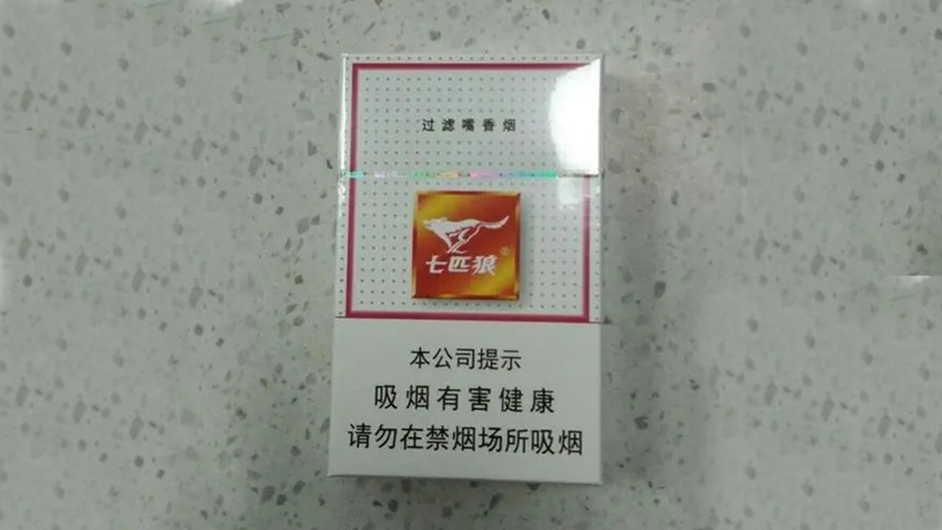 过滤嘴香烟
七匹狼®
本公司提示
吸烟有害健康
请勿在禁烟场所吸烟